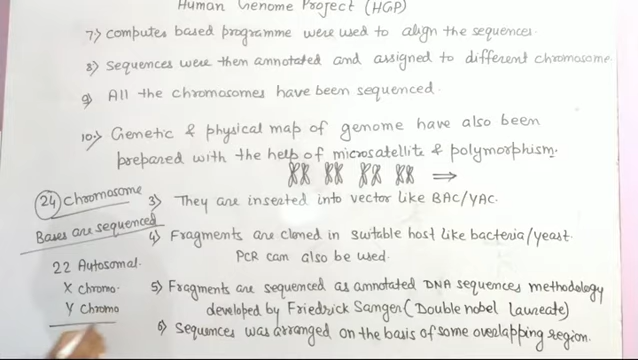 Human Genome Project (HGP)
7) Computer based programme were used to align the sequences.
8) Sequences were then annotated and assigned to different chromosome.
9) All the chromosomes have been sequenced.
10) Genetic & physical map of genome have also been
prepared with the help of microsatellite & polymorphism.
24 chromosome
Bases are sequenced
22 Autosomal.
X Chromo.
Y Chromo
3) They are inseated into vector like BAC/YAC.
4) Fragments are cloned in suitable host like bacteria/yeast.
PCR can also be used.
5) Fragments are sequenced as annotated DNA sequences methodology
developed by Friedrick Sanger (Double nobel laureate)
6) Sequences was arranged on the basis of some overlapping region.